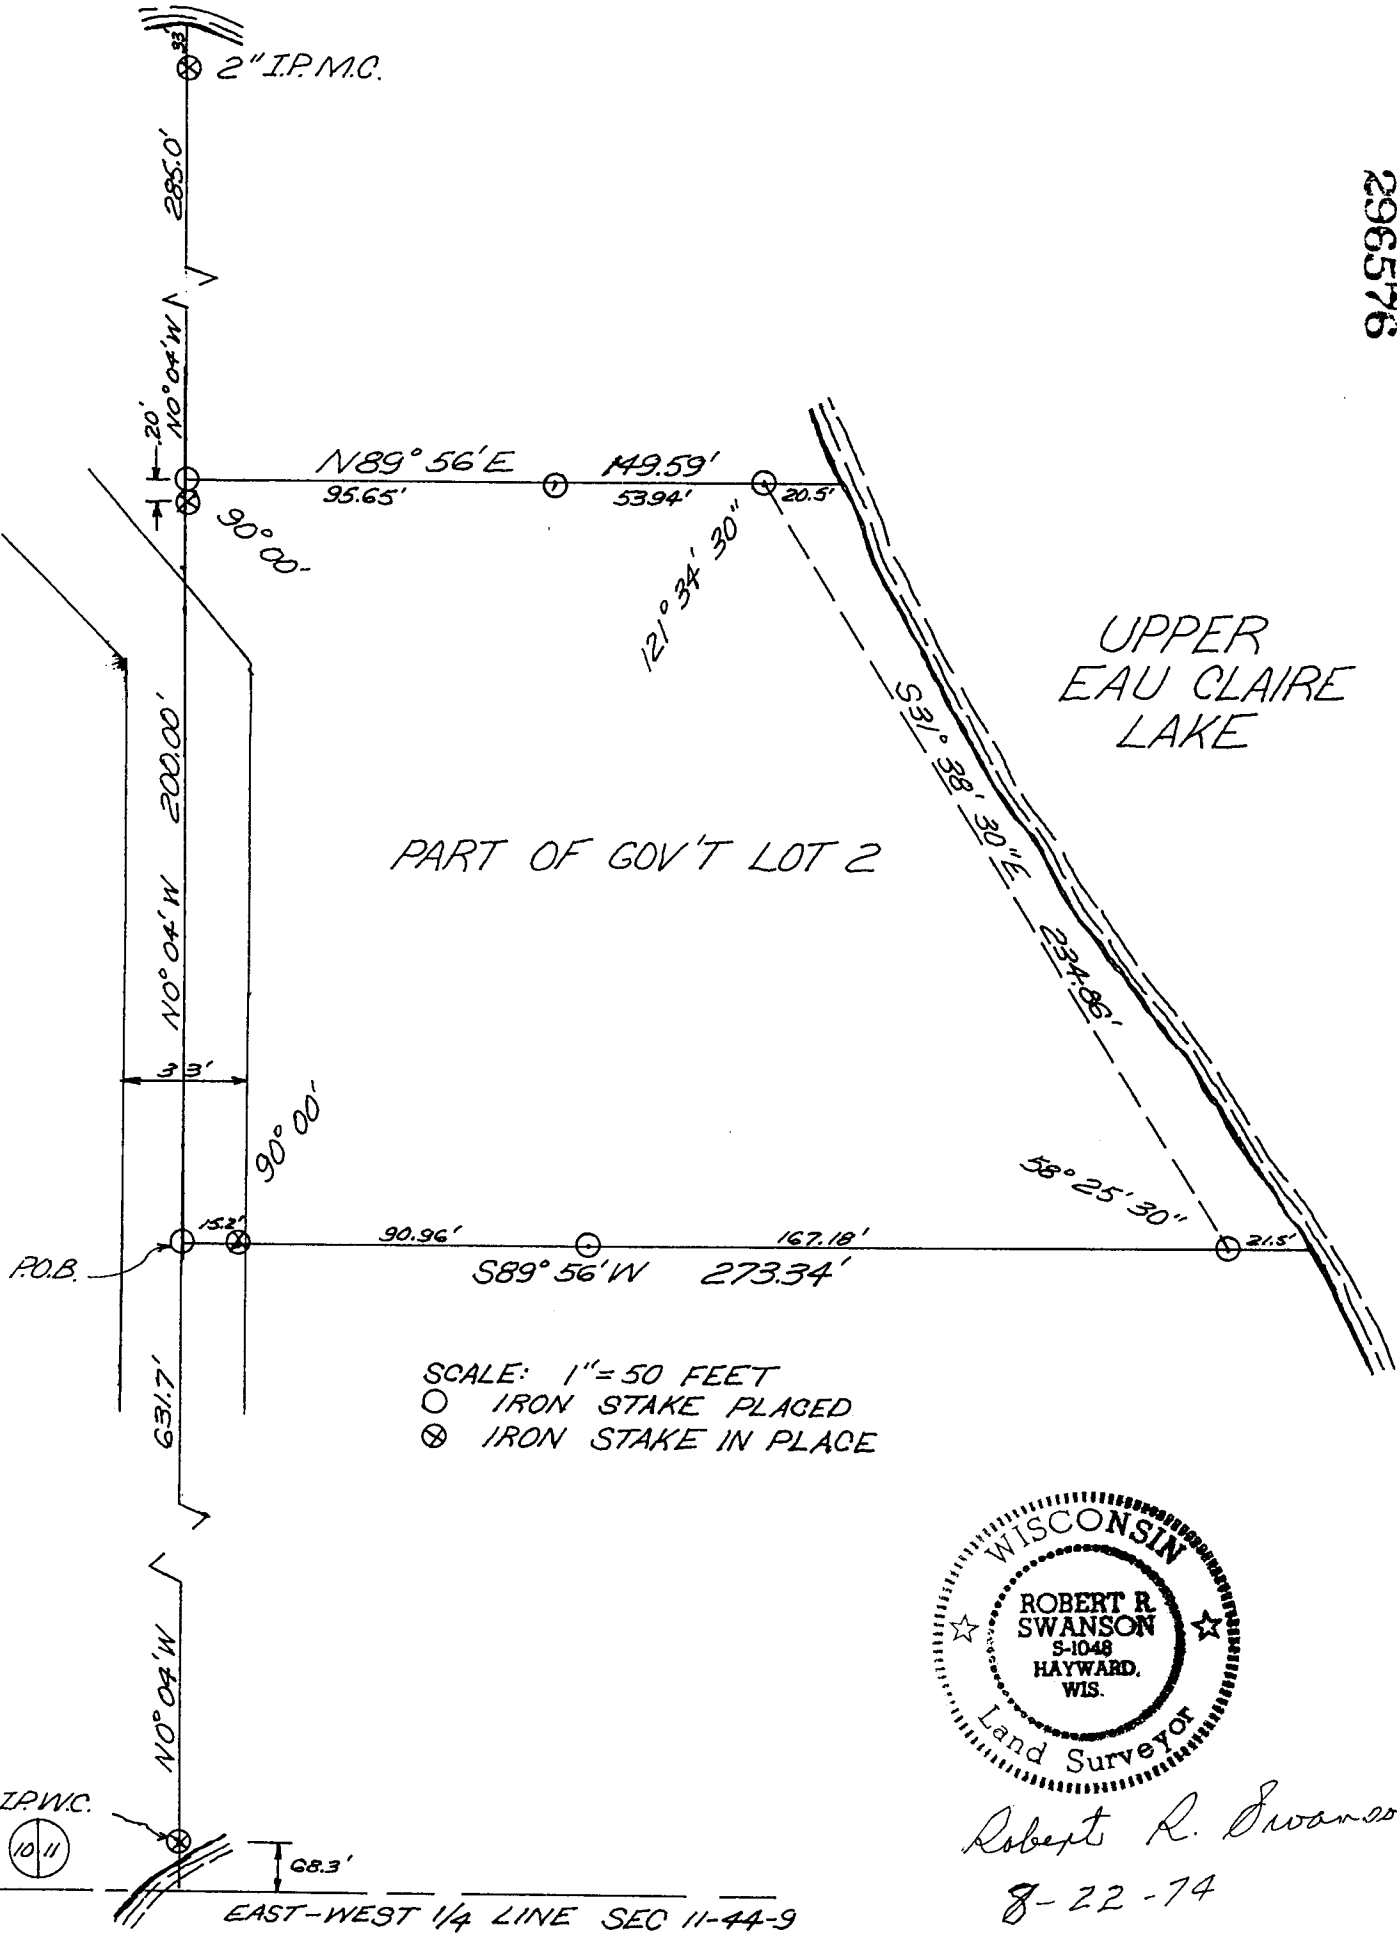 33'
2" I.P. M.C.
285.0'
296576
N0° 04' W
.20'
N89° 56' E 149.59'
95.65' 53.94' 20.5'
90° 00'
121° 34' 30"
UPPER
EAU CLAIRE
LAKE
S31° 38' 30" E 234.86'
N0° 04' W 200.00'
PART OF GOV'T LOT 2
33'
90° 00'
58° 25' 30"
15.2' 90.96' 167.18' 21.5'
P.O.B.
S89° 56' W 273.34'
631.7'
SCALE: 1" = 50 FEET
IRON STAKE PLACED
IRON STAKE IN PLACE
N0° 04' W
WISCONSIN
ROBERT R.
SWANSON
S-1048
HAYWARD,
WIS.
Land Surveyor
I.P.W.C.
10 11
68.3'
EAST-WEST 1/4 LINE SEC 11-44-9
Robert R. Swanso
8-22-74